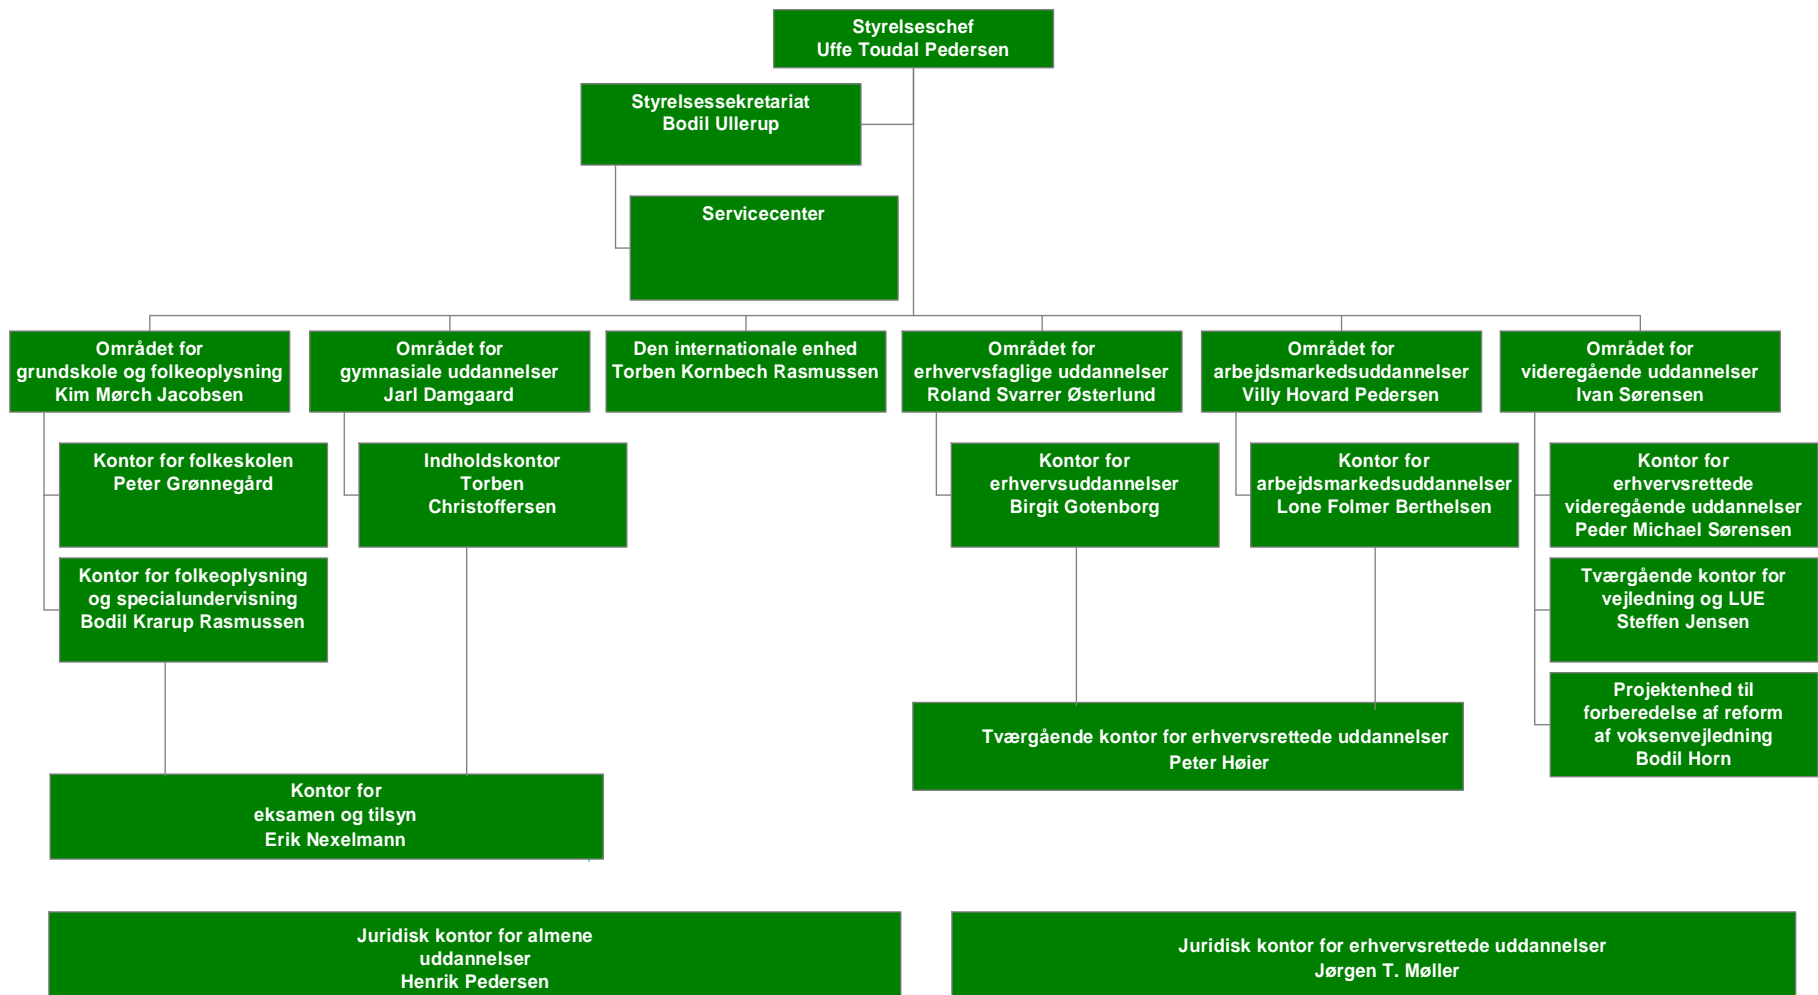 Styrelseschef
Uffe Toudal Pedersen
Styrelsessekretariat
Bodil Ullerup
Servicecenter
Området for
grundskole og folkeoplysning
Kim Mørch Jacobsen
Området for
gymnasiale uddannelser
Jarl Damgaard
Den internationale enhed
Torben Kornbech Rasmussen
Området for
erhvervsfaglige uddannelser
Roland Svarrer Østerlund
Området for
arbejdsmarkedsuddannelser
Villy Hovard Pedersen
Området for
videregående uddannelser
Ivan Sørensen
Kontor for folkeskolen
Peter Grønnegård
Indholdskontor
Torben
Christoffersen
Kontor for
erhvervsuddannelser
Birgit Gotenborg
Kontor for
arbejdsmarkedsuddannelser
Lone Folmer Berthelsen
Kontor for
erhvervsrettede
videregående uddannelser
Peder Michael Sørensen
Kontor for folkeoplysning
og specialundervisning
Bodil Krarup Rasmussen
Tværgående kontor for
vejledning og LUE
Steffen Jensen
Projektenhed til
forberedelse af reform
af voksenvejledning
Bodil Horn
Tværgående kontor for erhvervsrettede uddannelser
Peter Høier
Kontor for
eksamen og tilsyn
Erik Nexelmann
Juridisk kontor for almene
uddannelser
Henrik Pedersen
Juridisk kontor for erhvervsrettede uddannelser
Jørgen T. Møller